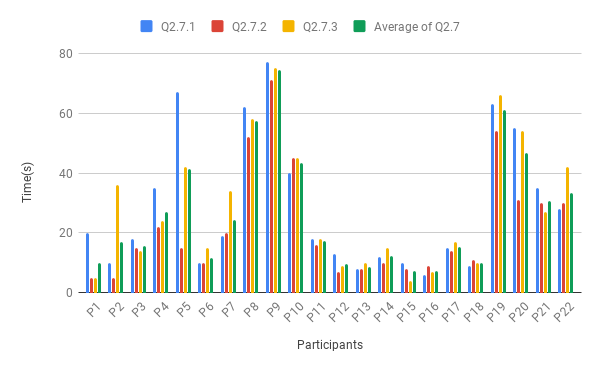 Q2.7.1 Q2.7.2 Q2.7.3 Average of Q2.7
80
60
40
20
0
Time(s)
P1 P2 P3 P4 P5 P6 P7 P8 P9 P10 P11 P12 P13 P14 P15 P16 P17 P18 P19 P20 P21 P22
Participants